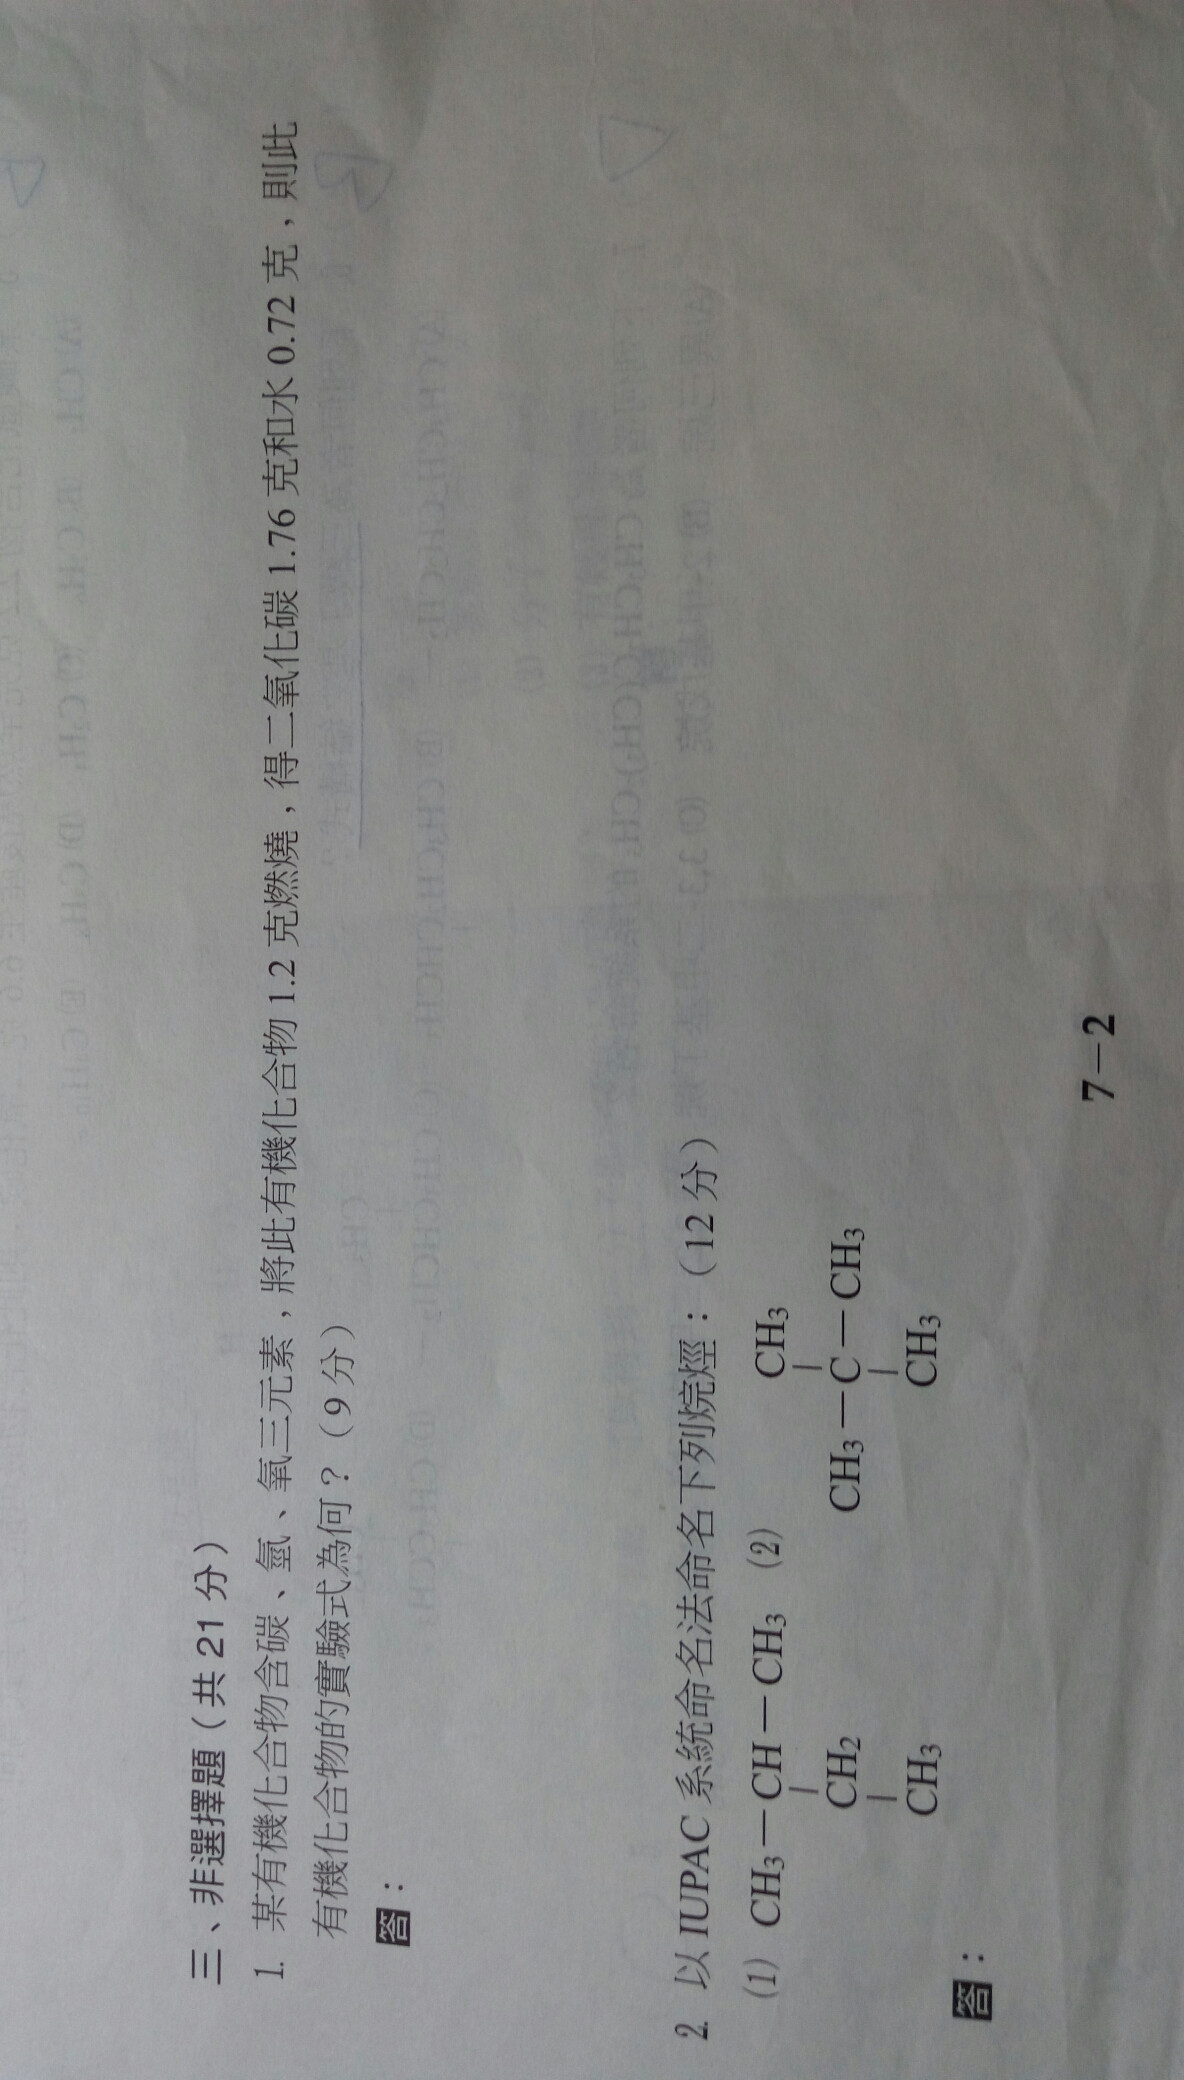 三、非選擇題（共 21 分）
1. 某有機化合物含碳、氫、氧三元素，將此有機化合物 1.2 克燃燒，得二氧化碳 1.76 克和水 0.72 克，則此
有機化合物的實驗式為何？（9 分）
答：
2. 以 IUPAC 系統命名法命名下列烷烴：（12 分）
(1) CH₃－CH－CH₃ (2) CH₃
CH₂ CH₃－C－CH₃
CH₃ CH₃
答：
7－2